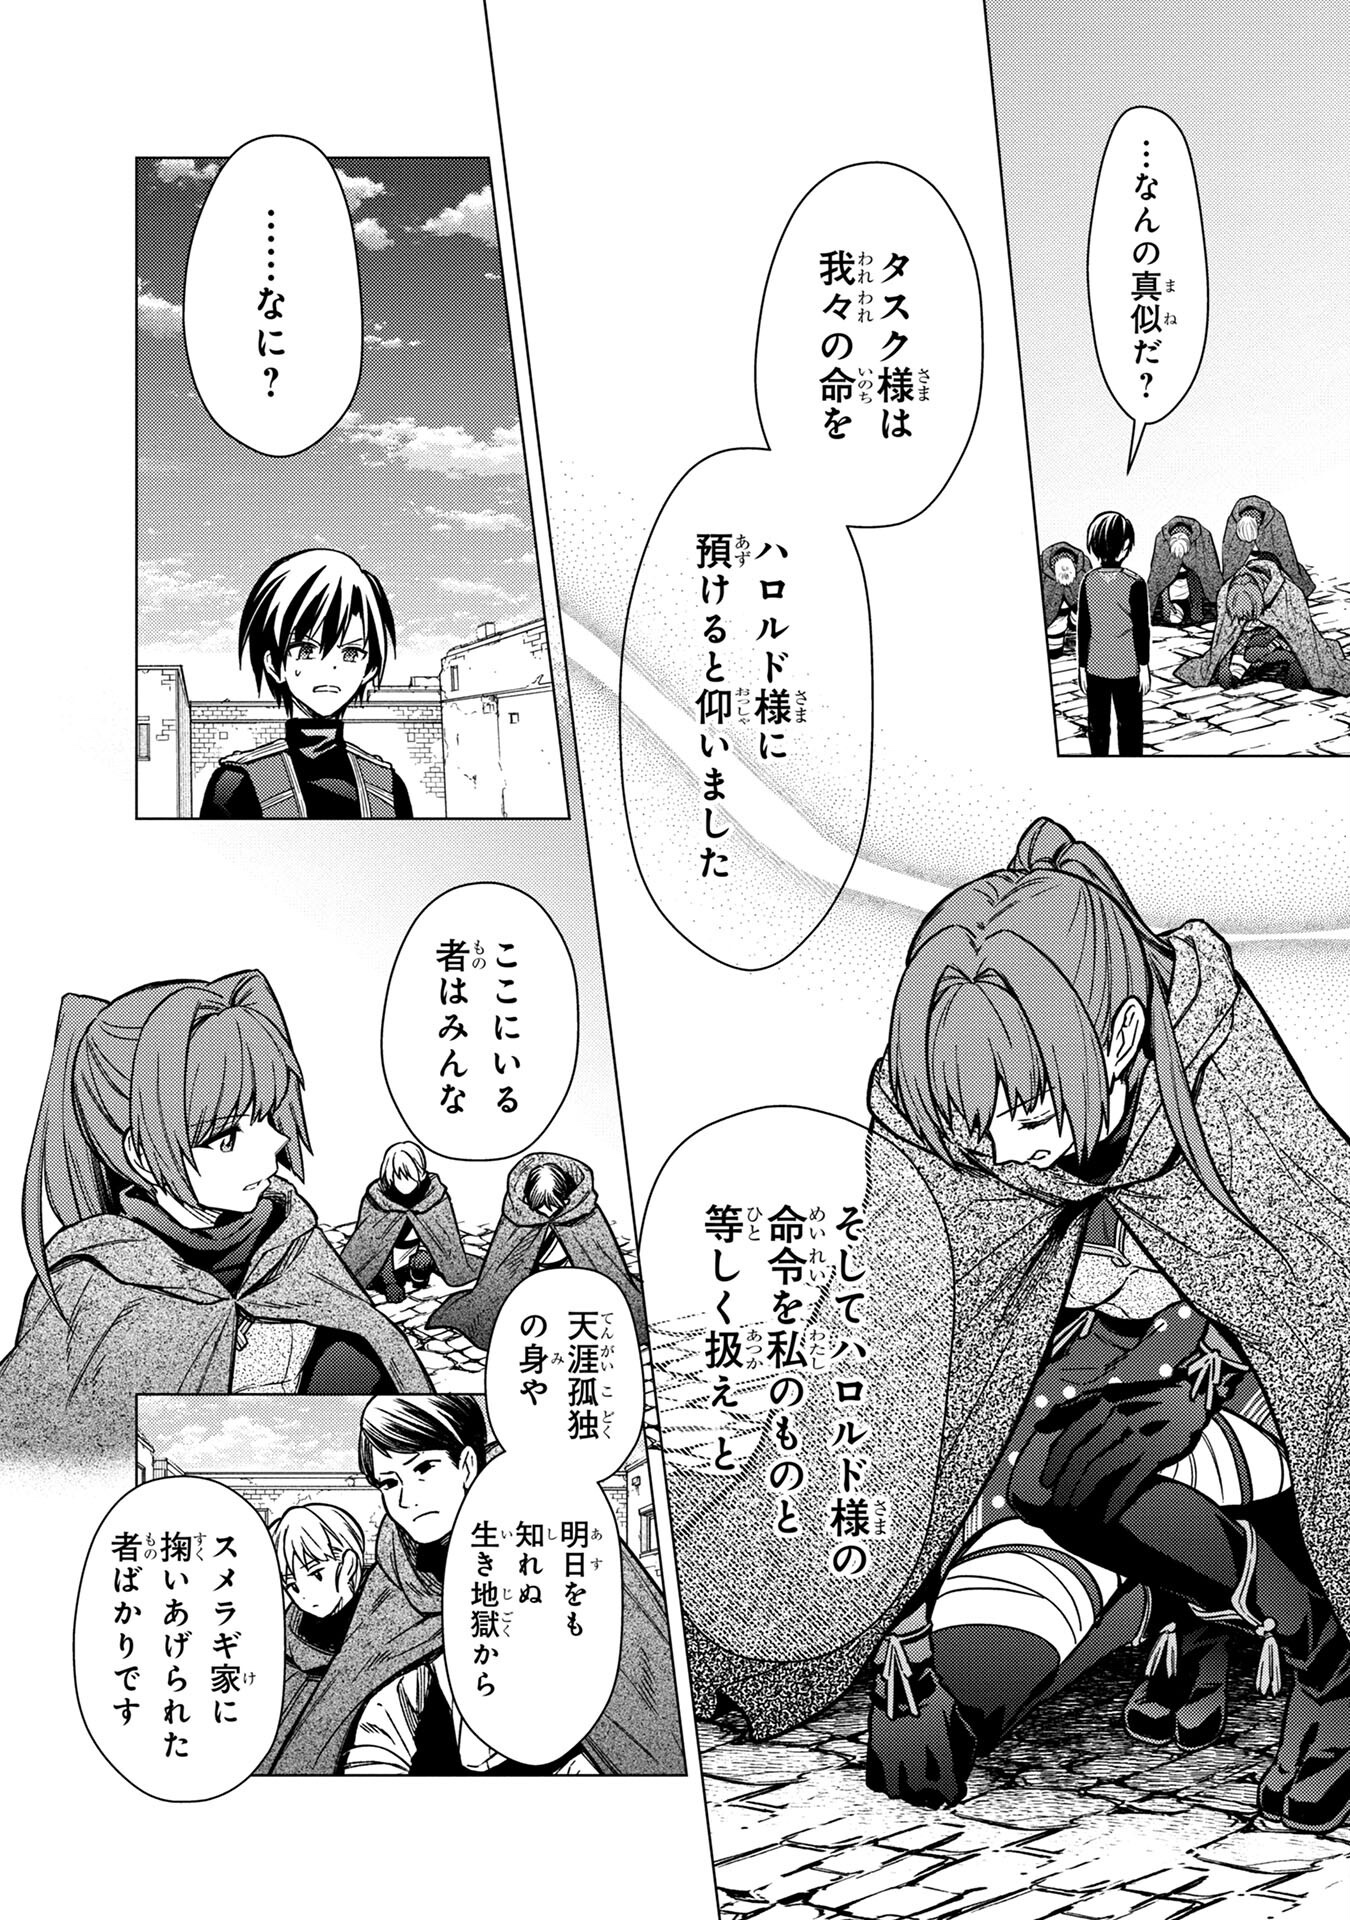 …なんの真似だ？
タスク様は
我々の命を
ハロルド様に
預けると仰いました
そしてハロルド様の
命令を私のものと
等しく扱えと
……なに？
ここにいる
者はみんな
天涯孤独
の身や
明日をも
知れぬ
生き地獄から
スメラギ家に
掬いあげられた
者ばかりです